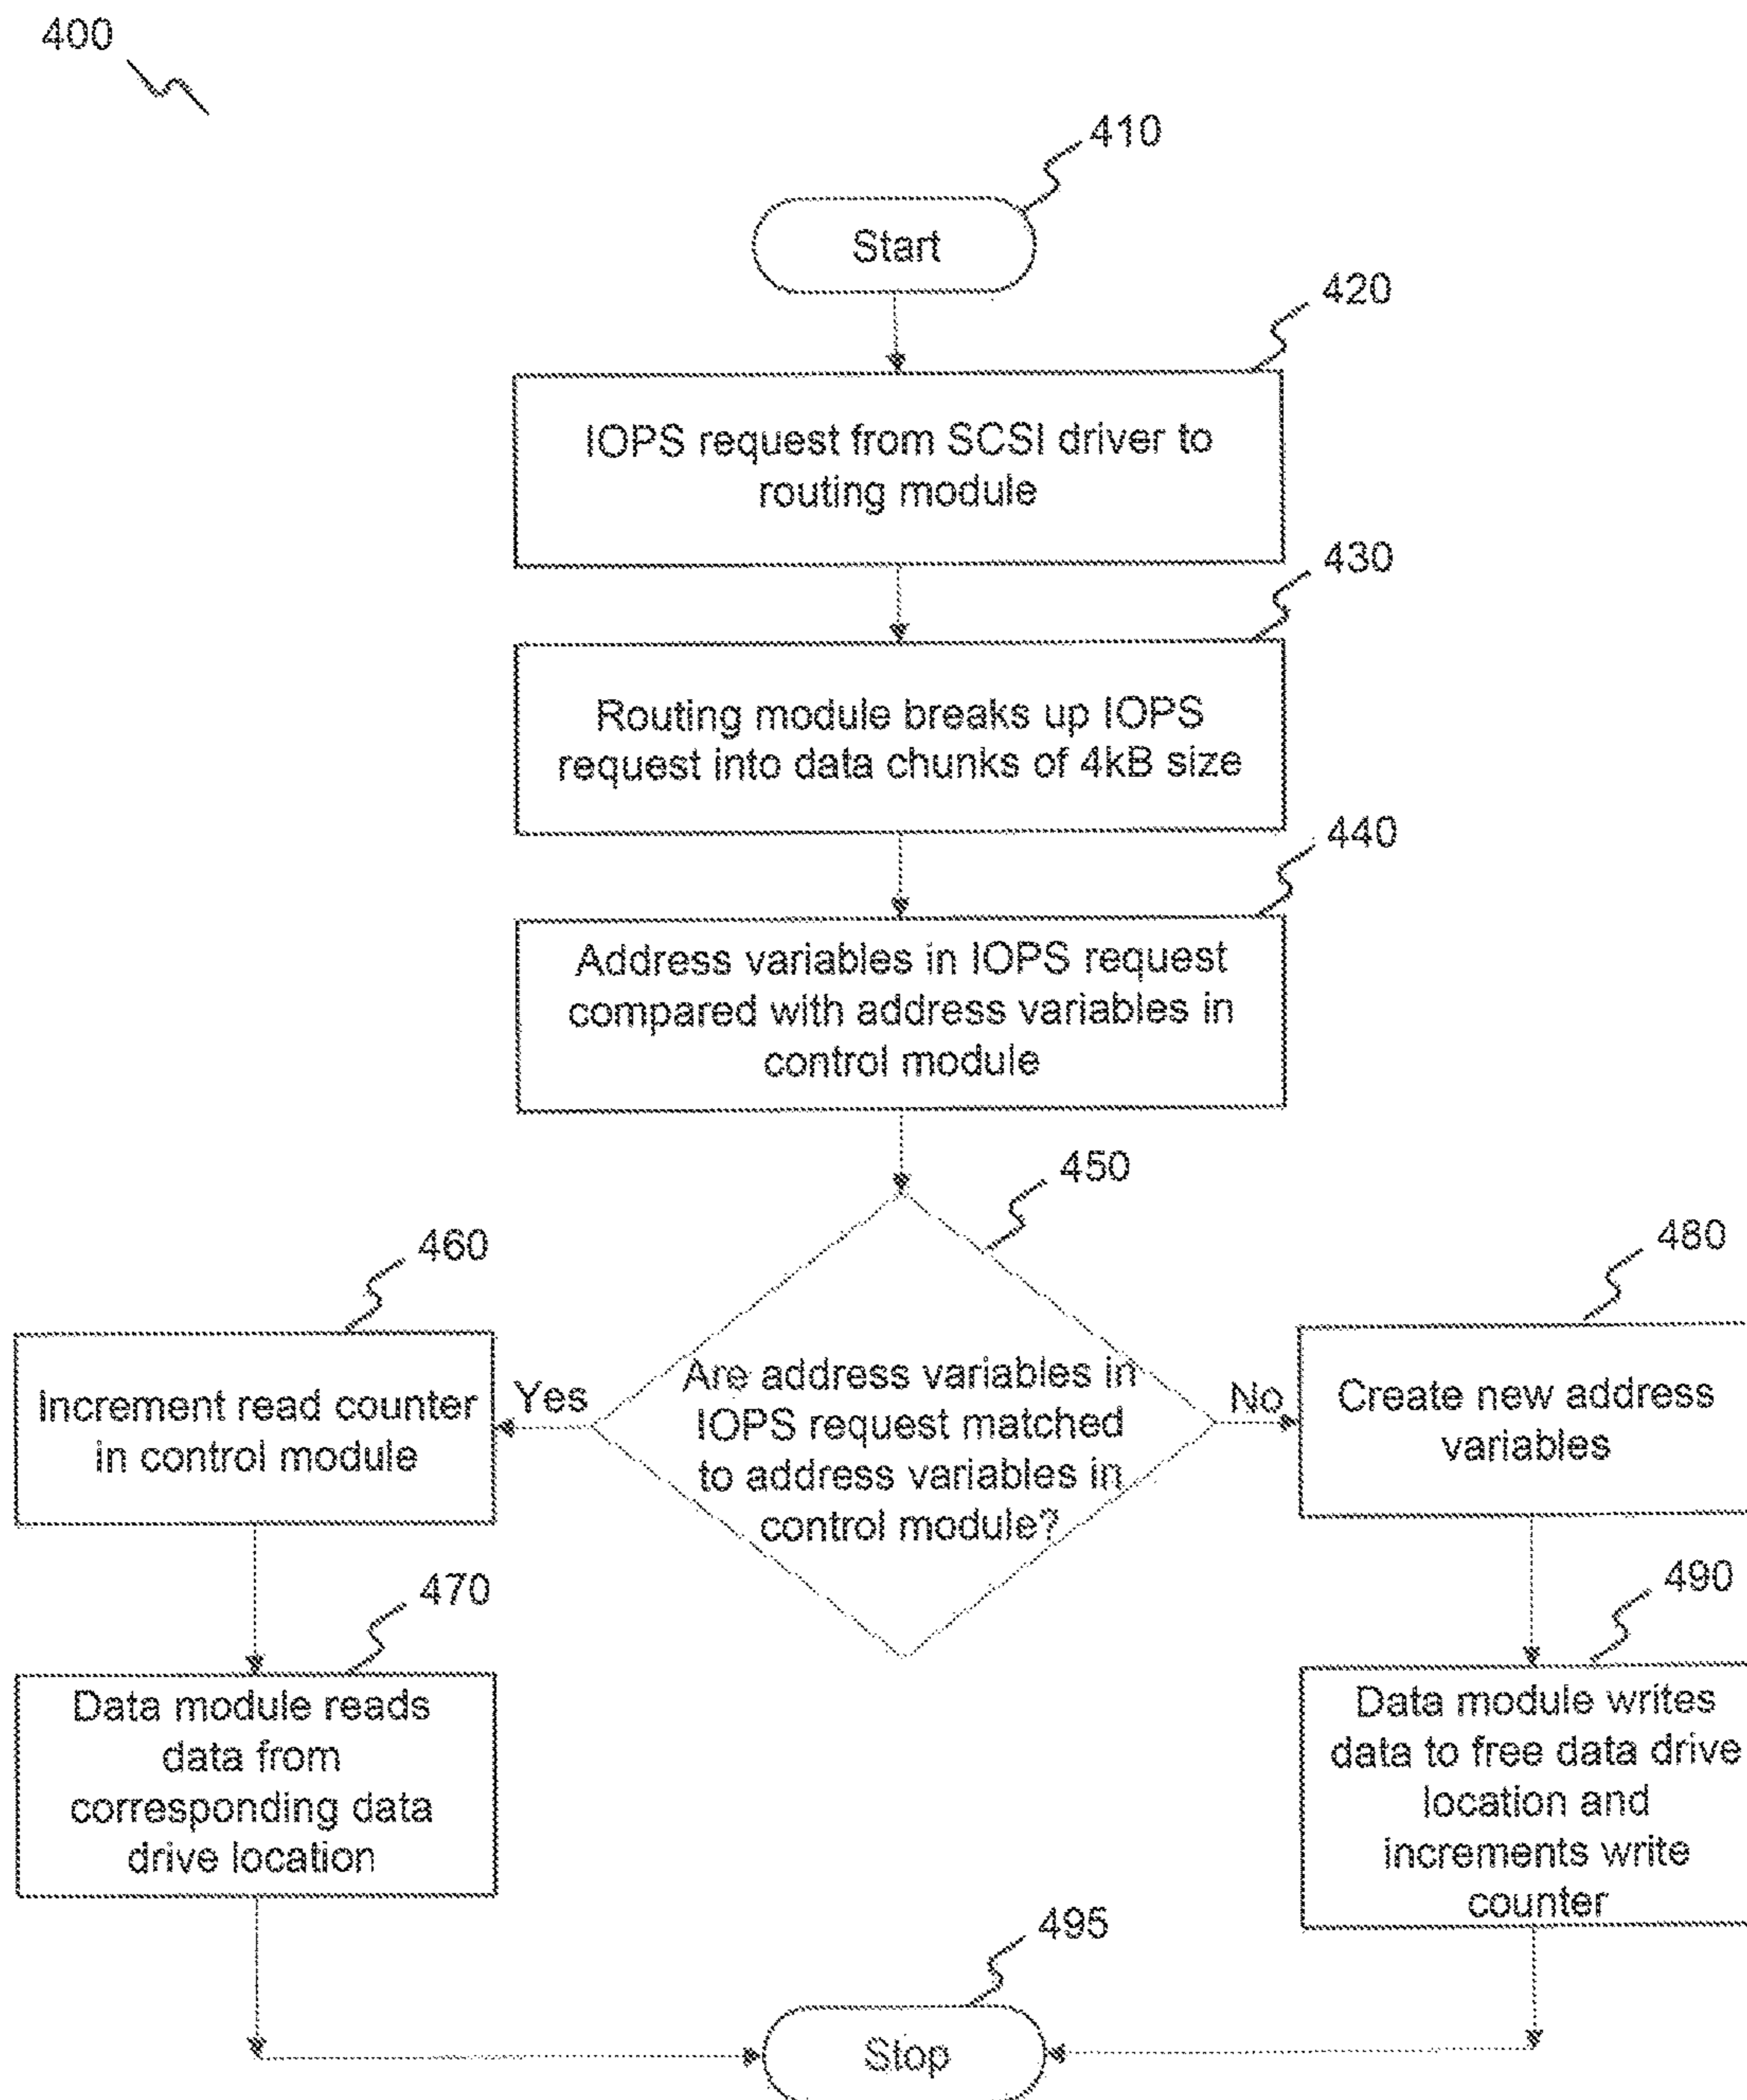 400
410
Start
420
IOPS request from SCSI driver to
routing module
430
Routing module breaks up IOPS
request into data chunks of 4kB size
440
Address variables in IOPS request
compared with address variables in
control module
450
460
480
Are address variables in
IOPS request matched
to address variables in
control module?
Yes
No
Increment read counter
in control module
Create new address
variables
470
490
Data module reads
data from
corresponding data
drive location
Data module writes
data to free data drive
location and
increments write
counter
495
Stop